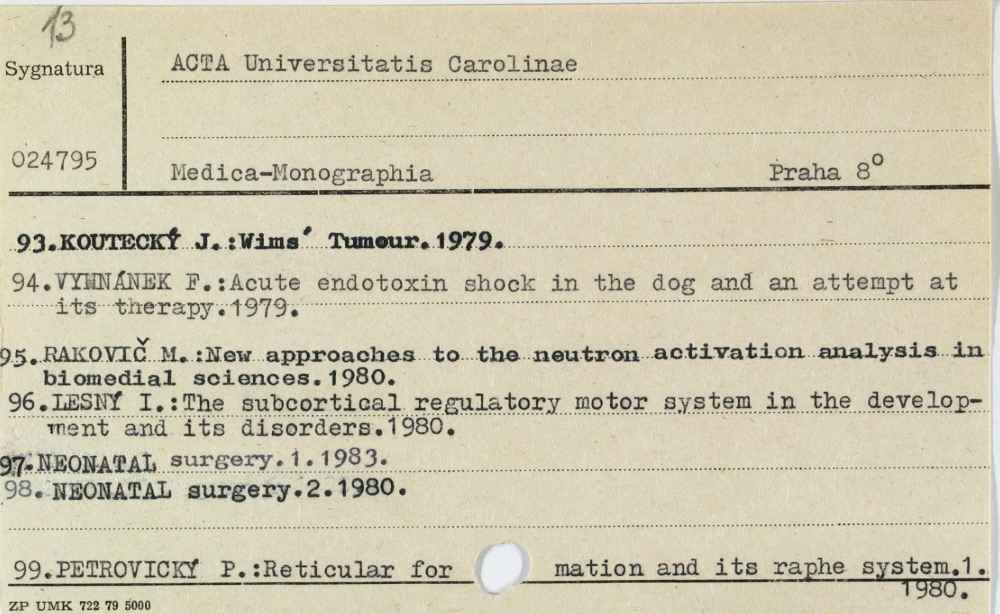 13
Sygnatura
ACTA Universitatis Carolinae
024795
Medica-Monographia Praha 8°
93.KOUTECKÝ J.:Wims´ Tumour.1979.
94.VYHNÁNEK F.:Acute endotoxin shock in the dog and an attempt at
its therapy.1979.
95.RAKOVIČ M.:New approaches to the neutron activation analysis in
biomedial sciences.1980.
96.LESNÝ I.:The subcortical regulatory motor system in the develop-
ment and its disorders.1980.
97.NEONATAL surgery.1.1983.
98.NEONATAL surgery.2.1980.
99.PETROVICKÝ P.:Reticular for mation and its raphe system.1.
1980.
ZP UMK 722 79 5000